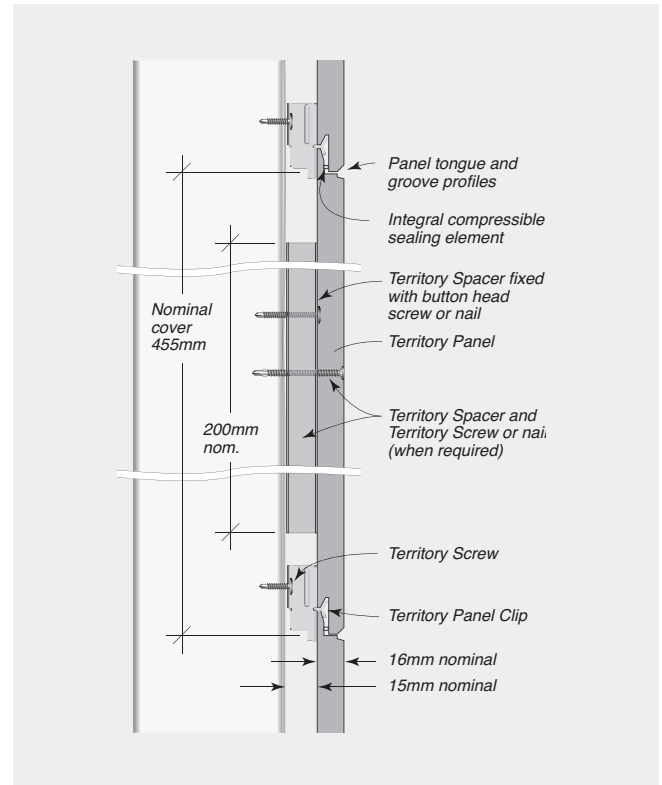 Panel tongue and
groove profiles
Integral compressible
sealing element
Territory Spacer fixed
with button head
screw or nail
Territory Panel
Nominal
cover
455mm
200mm
nom.
Territory Spacer and
Territory Screw or nail
(when required)
Territory Screw
Territory Panel Clip
16mm nominal
15mm nominal